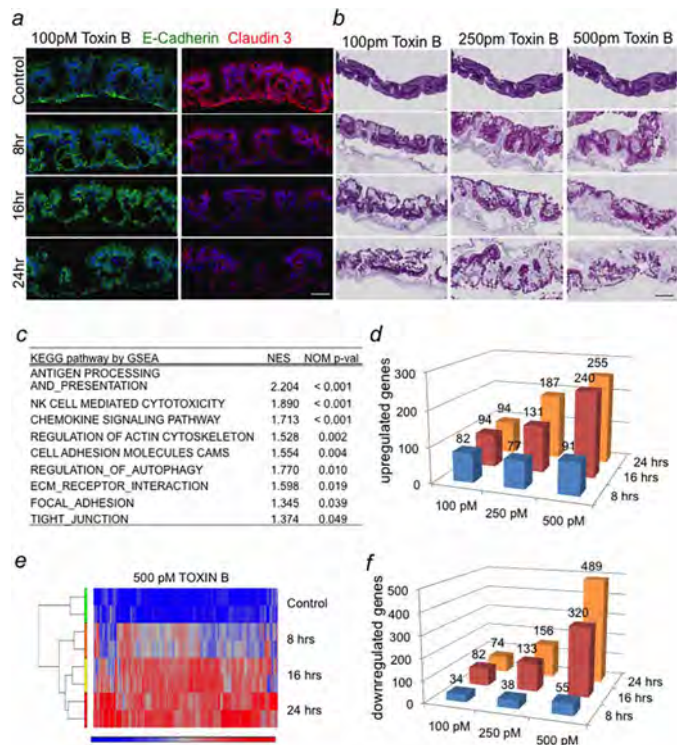 a
100pM Toxin B E-Cadherin Claudin 3
Control
8hr
16hr
24hr
b
100pm Toxin B 250pm Toxin B 500pm Toxin B
c
KEGG pathway by GSEA NES NOM p-val
ANTIGEN PROCESSING
AND_PRESENTATION 2.204 < 0.001
NK CELL MEDIATED CYTOTOXICITY 1.890 < 0.001
CHEMOKINE SIGNALING PATHWAY 1.713 < 0.001
REGULATION OF ACTIN CYTOSKELETON 1.528 0.002
CELL ADHESION MOLECULES CAMS 1.554 0.004
REGULATION_OF_AUTOPHAGY 1.770 0.010
ECM_RECEPTOR_INTERACTION 1.598 0.019
FOCAL_ADHESION 1.345 0.039
TIGHT_JUNCTION 1.374 0.049
d
upregulated genes
300
200
100
0
94 187 255
94 131 240
82 77 91
100 pM 250 pM 500 pM
24 hrs
16 hrs
8 hrs
e
500 pM TOXIN B
Control
8 hrs
16 hrs
24 hrs
f
downregulated genes
500
400
300
200
100
0
74 156 489
82 133 320
34 38 55
100 pM 250 pM 500 pM
24 hrs
16 hrs
8 hrs